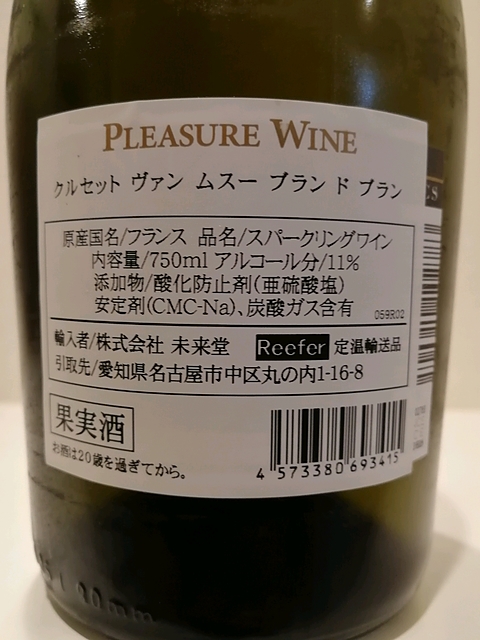 PLEASURE WINE
クルセット ヴァン ムスー ブラン ド ブラン
原産国名/フランス 品名/スパークリングワイン
内容量/750ml アルコール分/11%
添加物/酸化防止剤(亜硫酸塩)
安定剤(CMC-Na)、炭酸ガス含有
059R02
輸入者/株式会社 未来堂 Reefer 定温輸送品
引取先/愛知県名古屋市中区丸の内1-16-8
果実酒
お酒は20歳を過ぎてから。
4 573380 693415